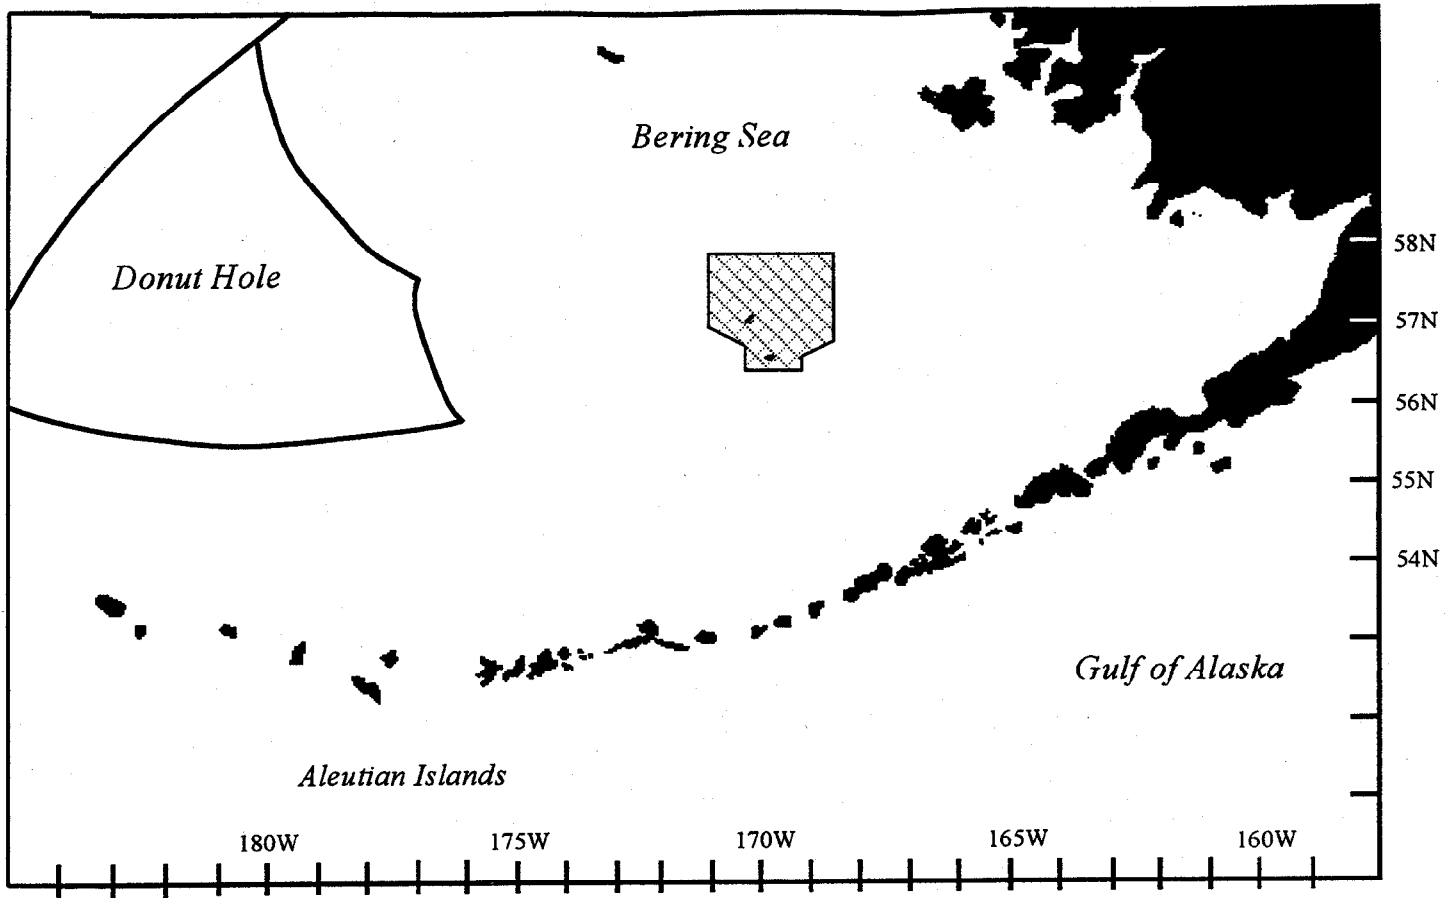 Bering Sea
58N
Donut Hole
57N
56N
55N
54N
Gulf of Alaska
Aleutian Islands
180W 175W 170W 165W 160W